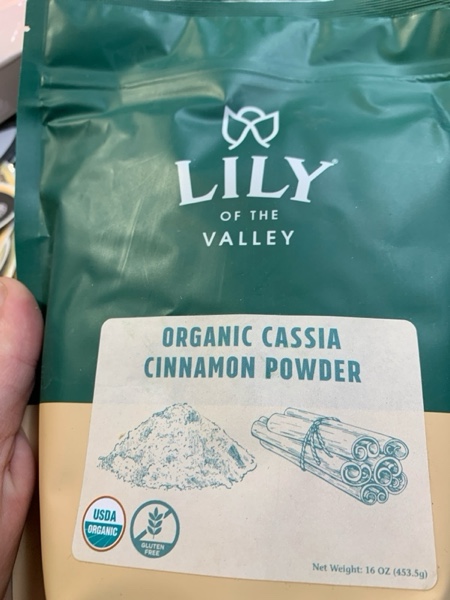 LILY®
OF THE
VALLEY
ORGANIC CASSIA
CINNAMON POWDER
USDA
ORGANIC
GLUTEN
FREE
Net Weight: 16 OZ (453.5g)